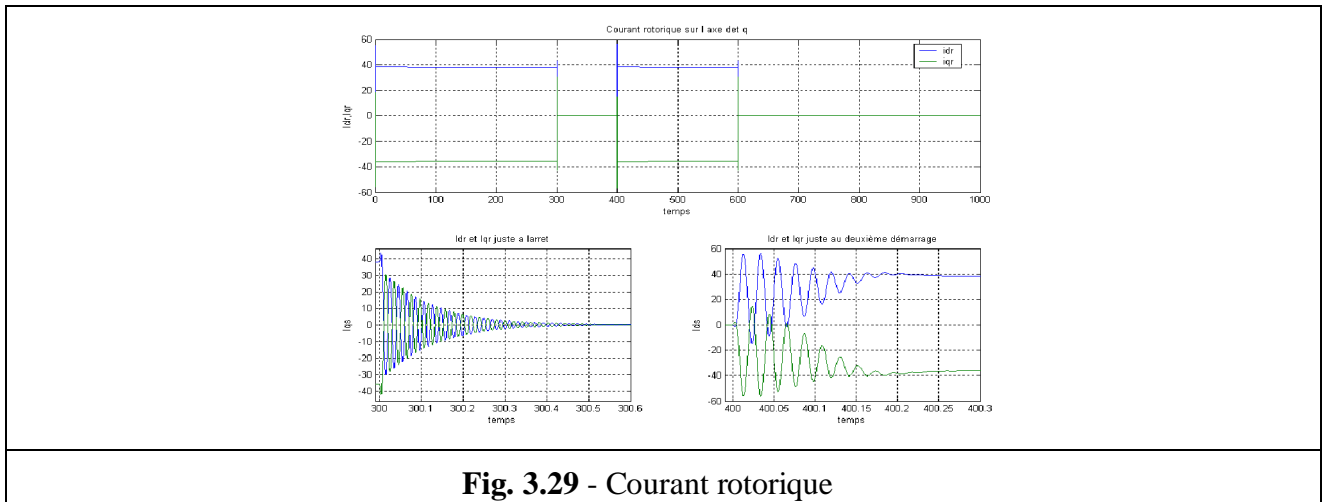 Courant rotorique sur l axe det q
60
40
20
0
-20
-40
-60
Idr,Iqr
idr
iqr
0 100 200 300 400 500 600 700 800 900 1000
temps
Idr et Iqr juste a larret
40
30
20
10
0
-10
-20
-30
-40
Iqs
300 300.1 300.2 300.3 300.4 300.5 300.6
temps
Idr et Iqr juste au deuxième démarrage
60
40
20
0
-20
-40
-60
Ids
400 400.05 400.1 400.15 400.2 400.25 400.3
temps
Fig. 3.29 - Courant rotorique